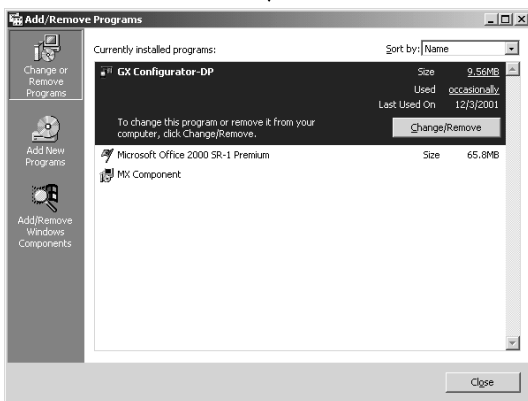 Add/Remove Programs
Change or
Remove
Programs
Add New
Programs
Add/Remove
Windows
Components
Currently installed programs:
Sort by: Name
GX Configurator-DP
Size 9.56MB
Used occasionally
Last Used On 12/3/2001
To change this program or remove it from your
computer, click Change/Remove.
Change/Remove
Microsoft Office 2000 SR-1 Premium
Size 65.8MB
MX Component
Close